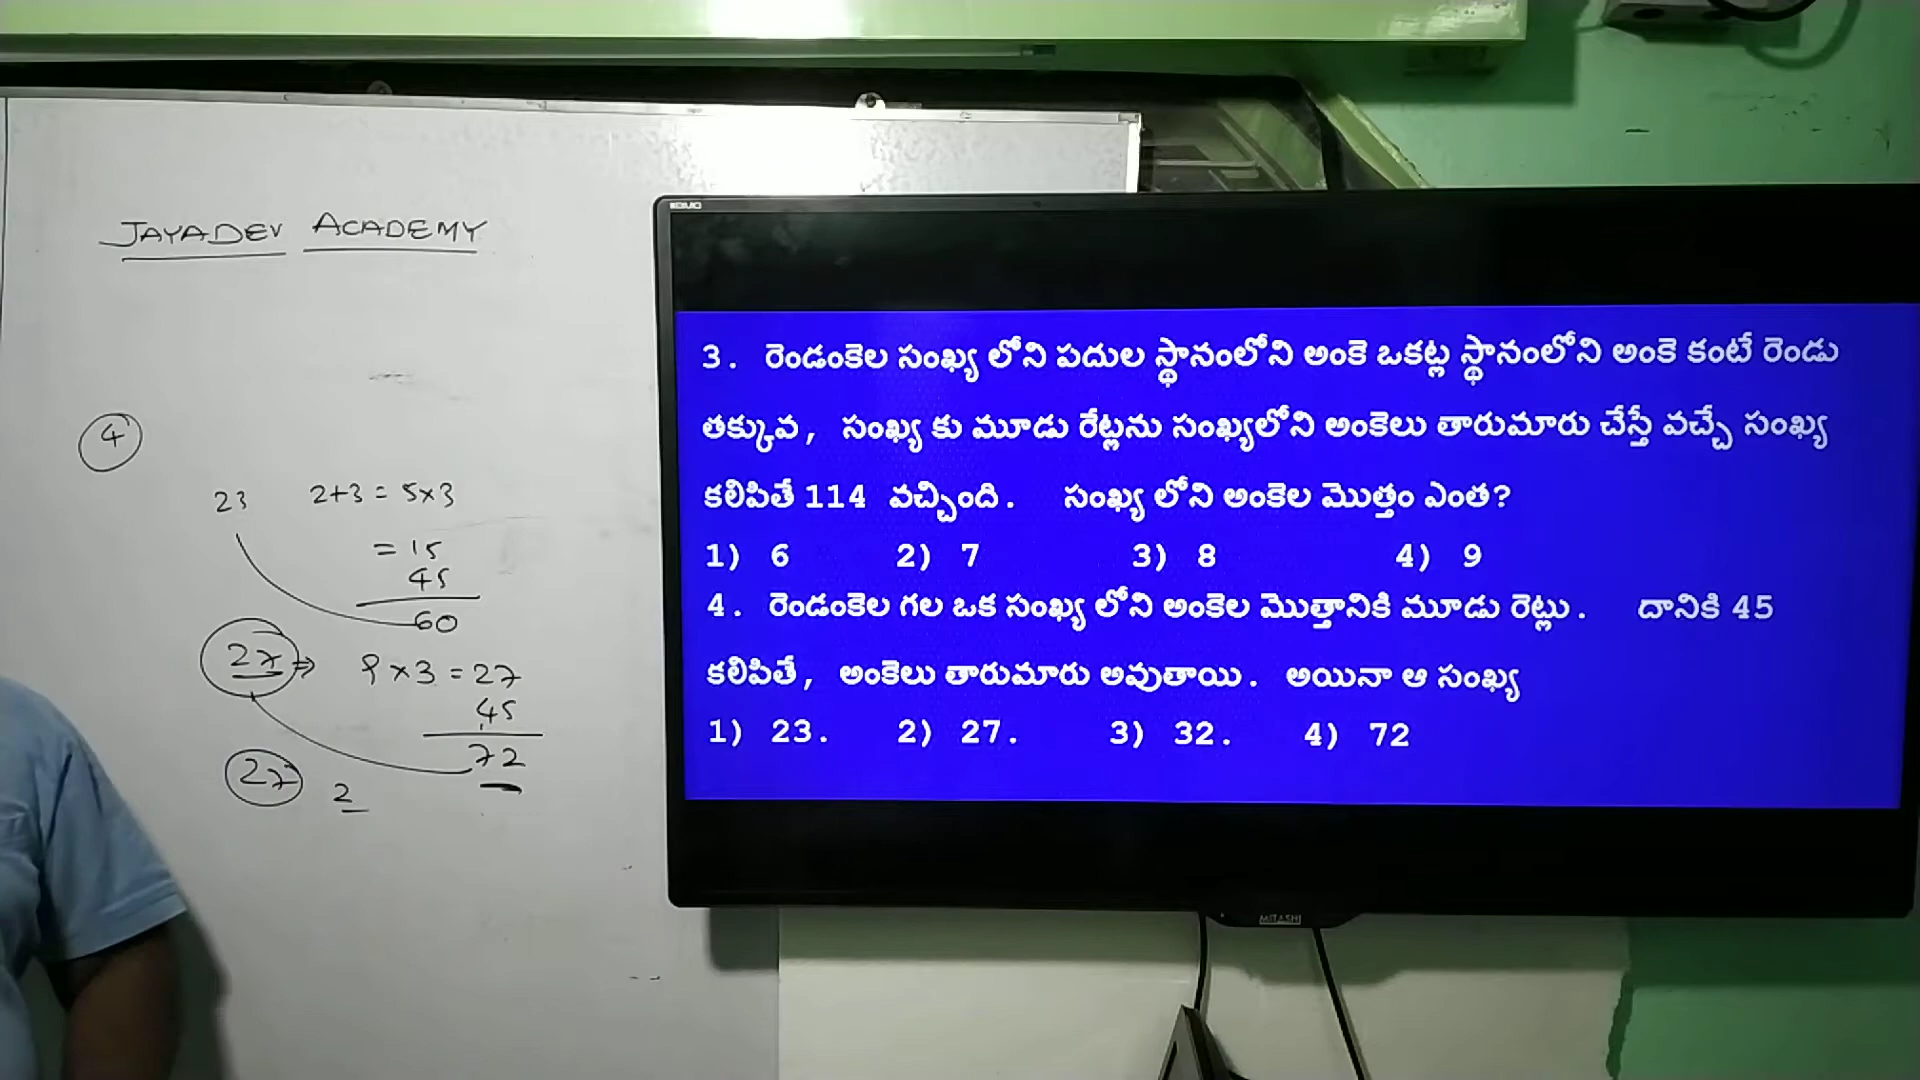 JAYADEV ACADEMY
4
23 2+3 = 5×3
= 15
45
60
27 ⇒ 9 × 3 = 27
45
72
27 2
3. రెండంకెల సంఖ్య లోని పదుల స్థానంలోని అంకె ఒకట్ల స్థానంలోని అంకె కంటే రెండు
తక్కువ, సంఖ్య కు మూడు రేట్లను సంఖ్యలోని అంకెలు తారుమారు చేస్తే వచ్చే సంఖ్య
కలిపితే 114 వచ్చింది. సంఖ్య లోని అంకెల మొత్తం ఎంత?
1) 6 2) 7 3) 8 4) 9
4. రెండంకెల గల ఒక సంఖ్య లోని అంకెల మొత్తానికి మూడు రెట్లు. దానికి 45
కలిపితే, అంకెలు తారుమారు అవుతాయి. అయినా ఆ సంఖ్య
1) 23. 2) 27. 3) 32. 4) 72
MITASHI